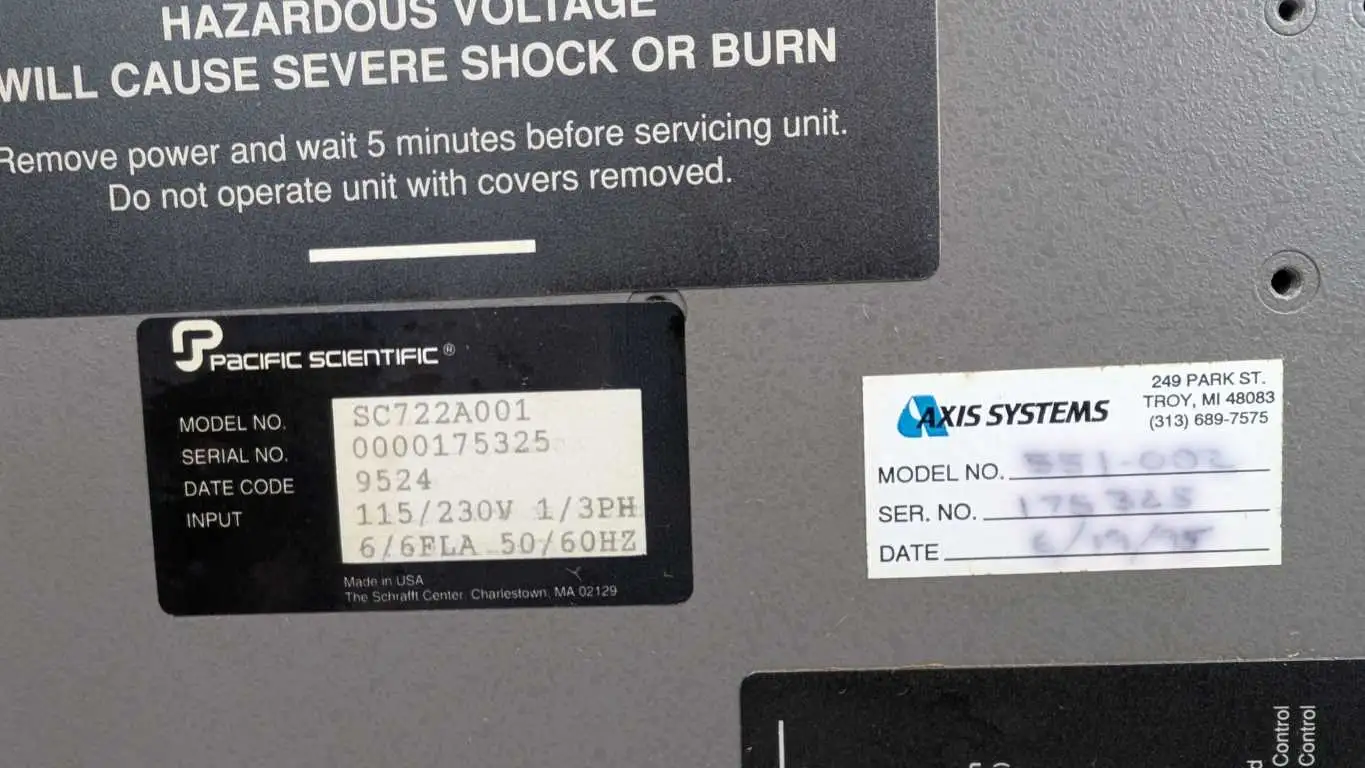 HAZARDOUS VOLTAGE
WILL CAUSE SEVERE SHOCK OR BURN
Remove power and wait 5 minutes before servicing unit.
Do not operate unit with covers removed.
PACIFIC SCIENTIFIC®
MODEL NO. SC722A001
SERIAL NO. 0000175325
DATE CODE 9524
INPUT 115/230V 1/3PH
6/6FLA 50/60HZ
Made in USA
The Schrafft Center Charlestown, MA 02129
AXIS SYSTEMS
249 PARK ST.
TROY, MI 48083
(313) 689-7575
MODEL NO.
SER. NO. 175325
DATE
Control
Control